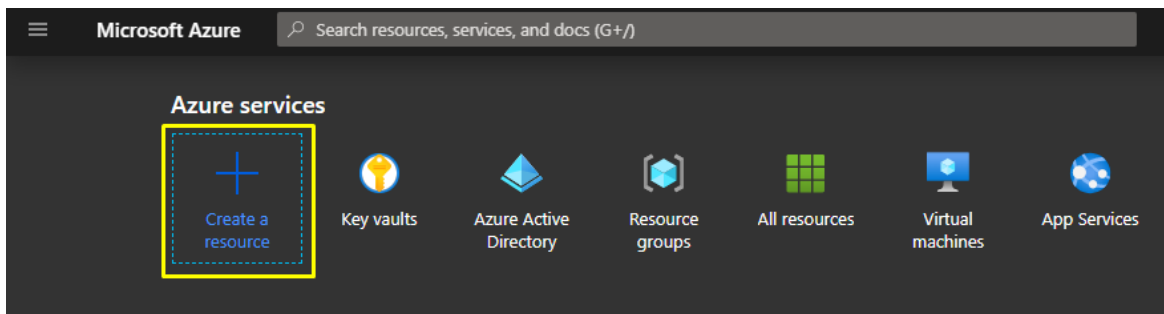 Microsoft Azure
Search resources, services, and docs (G+/)
Azure services
Create a
resource
Key vaults
Azure Active
Directory
Resource
groups
All resources
Virtual
machines
App Services